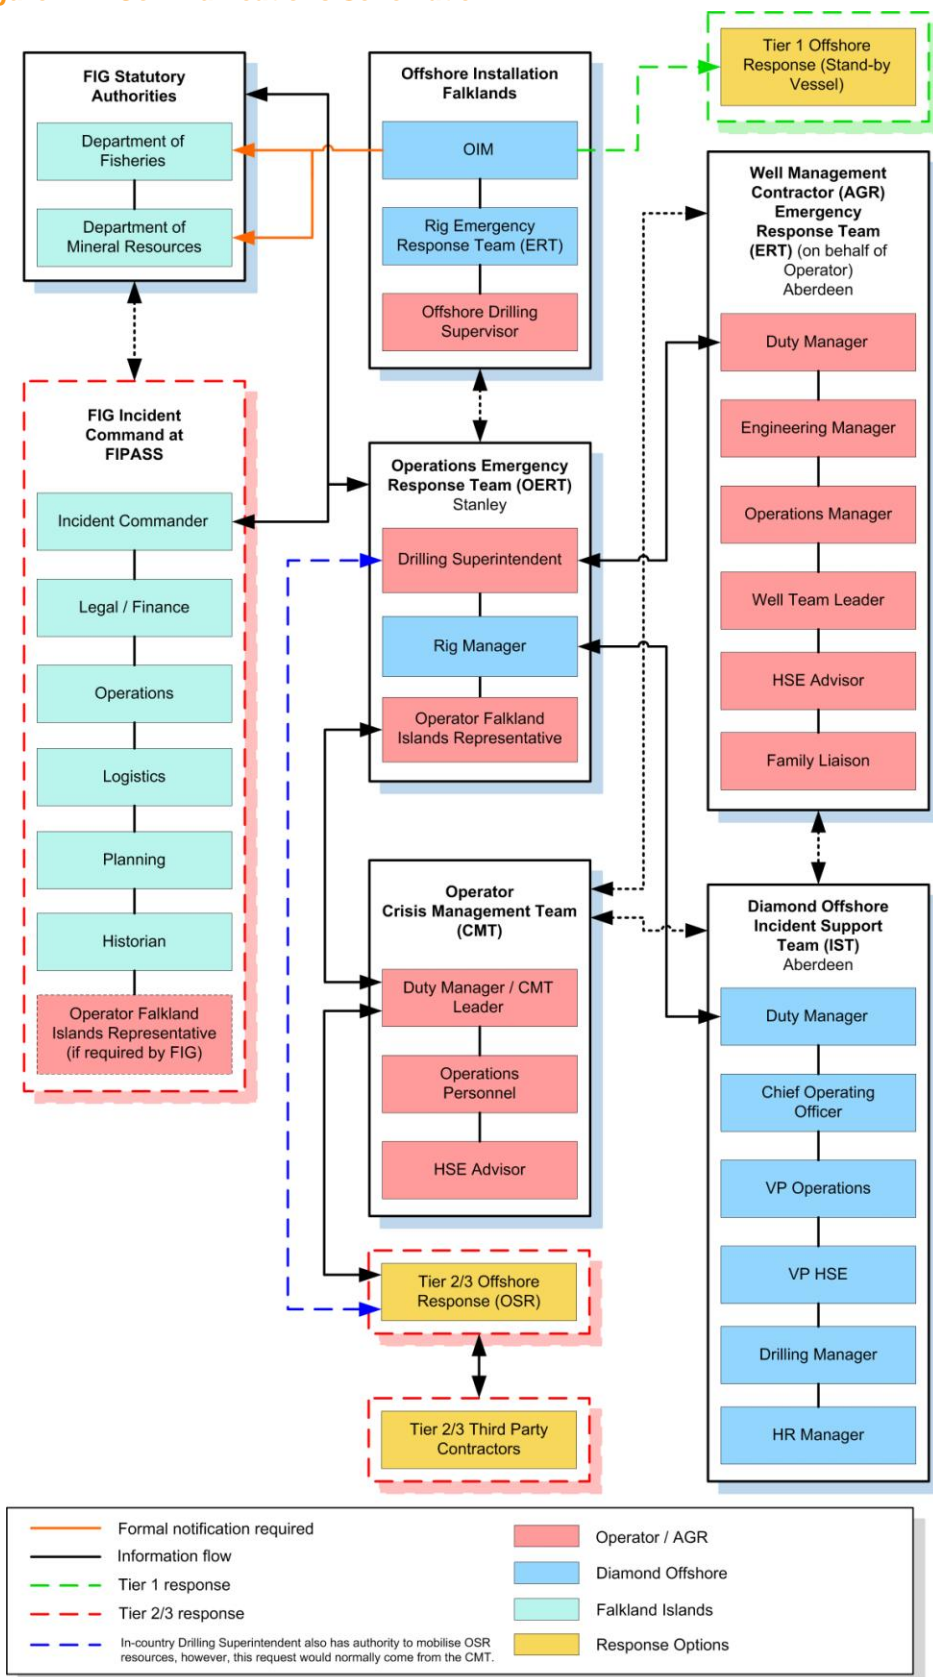 FIG Statutory
Authorities
Department of
Fisheries
Department of
Mineral Resources
Offshore Installation
Falklands
OIM
Rig Emergency
Response Team (ERT)
Offshore Drilling
Supervisor
Tier 1 Offshore
Response (Stand-by
Vessel)
Well Management
Contractor (AGR)
Emergency
Response Team
(ERT) (on behalf of
Operator)
Aberdeen
Duty Manager
Engineering Manager
Operations Manager
Well Team Leader
HSE Advisor
Family Liaison
FIG Incident
Command at
FIPASS
Incident Commander
Legal / Finance
Operations
Logistics
Planning
Historian
Operator Falkland
Islands Representative
(if required by FIG)
Operations Emergency
Response Team (OERT)
Stanley
Drilling Superintendent
Rig Manager
Operator Falkland
Islands Representative
Operator
Crisis Management Team
(CMT)
Duty Manager / CMT
Leader
Operations
Personnel
HSE Advisor
Diamond Offshore
Incident Support
Team (IST)
Aberdeen
Duty Manager
Chief Operating
Officer
VP Operations
VP HSE
Drilling Manager
HR Manager
Tier 2/3 Offshore
Response (OSR)
Tier 2/3 Third Party
Contractors
Formal notification required
Information flow
Tier 1 response
Tier 2/3 response
In-country Drilling Superintendent also has authority to mobilise OSR
resources, however, this request would normally come from the CMT.
Operator / AGR
Diamond Offshore
Falkland Islands
Response Options